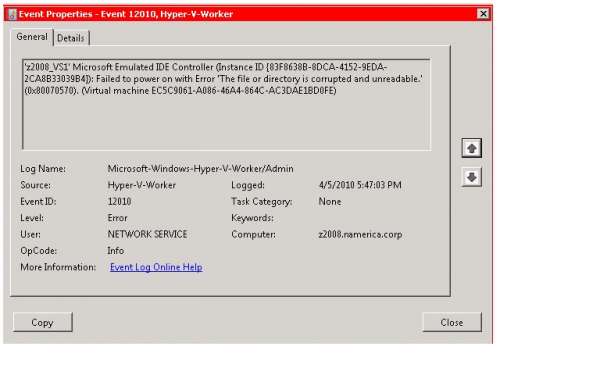 Event Properties - Event 12010, Hyper-V-Worker
General Details
'z2008_VS1' Microsoft Emulated IDE Controller (Instance ID {83F8638B-8DCA-4152-9EDA-
2CA8B33039B4}): Failed to power on with Error 'The file or directory is corrupted and unreadable.'
(0x80070570). (Virtual machine EC5C9061-A086-46A4-864C-AC3DAE1BD0FE)
Log Name: Microsoft-Windows-Hyper-V-Worker/Admin
Source: Hyper-V-Worker Logged: 4/5/2010 5:47:03 PM
Event ID: 12010 Task Category: None
Level: Error Keywords:
User: NETWORK SERVICE Computer: z2008.namerica.corp
OpCode: Info
More Information: Event Log Online Help
Copy Close